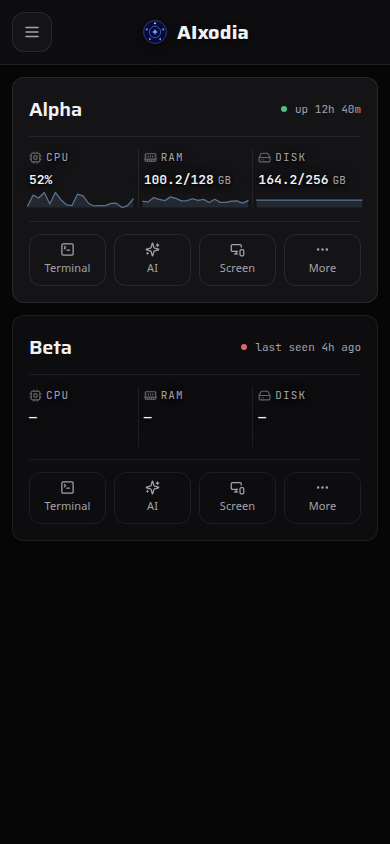 AIxodia
Alpha
up 12h 40m
CPU
RAM
DISK
52%
100.2/128 GB
164.2/256 GB
Terminal
AI
Screen
More
Beta
last seen 4h ago
CPU
RAM
DISK
—
—
—
Terminal
AI
Screen
More